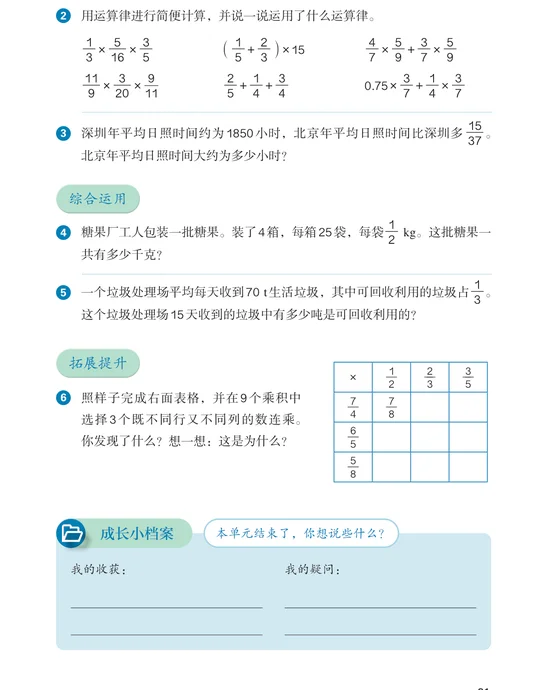 2 用运算律进行简便计算，并说一说运用了什么运算律。
1/3 × 5/16 × 3/5 （1/5 + 2/3）× 15 4/7 × 5/9 + 3/7 × 5/9
11/9 × 3/20 × 9/11 2/5 + 1/4 + 3/4 0.75 × 3/7 + 1/4 × 3/7
3 深圳年平均日照时间约为1850小时，北京年平均日照时间比深圳多15/37。
北京年平均日照时间大约为多少小时？
综合运用
4 糖果厂工人包装一批糖果。装了4箱，每箱25袋，每袋1/2 kg。这批糖果一
共有多少千克？
5 一个垃圾处理场平均每天收到70 t生活垃圾，其中可回收利用的垃圾占1/3。
这个垃圾处理场15天收到的垃圾中有多少吨是可回收利用的？
拓展提升
6 照样子完成右面表格，并在9个乘积中
选择3个既不同行又不同列的数连乘。
你发现了什么？想一想：这是为什么？
× 1/2 2/3 3/5
7/4 7/8
6/5
5/8
成长小档案 本单元结束了，你想说些什么？
我的收获： 我的疑问：